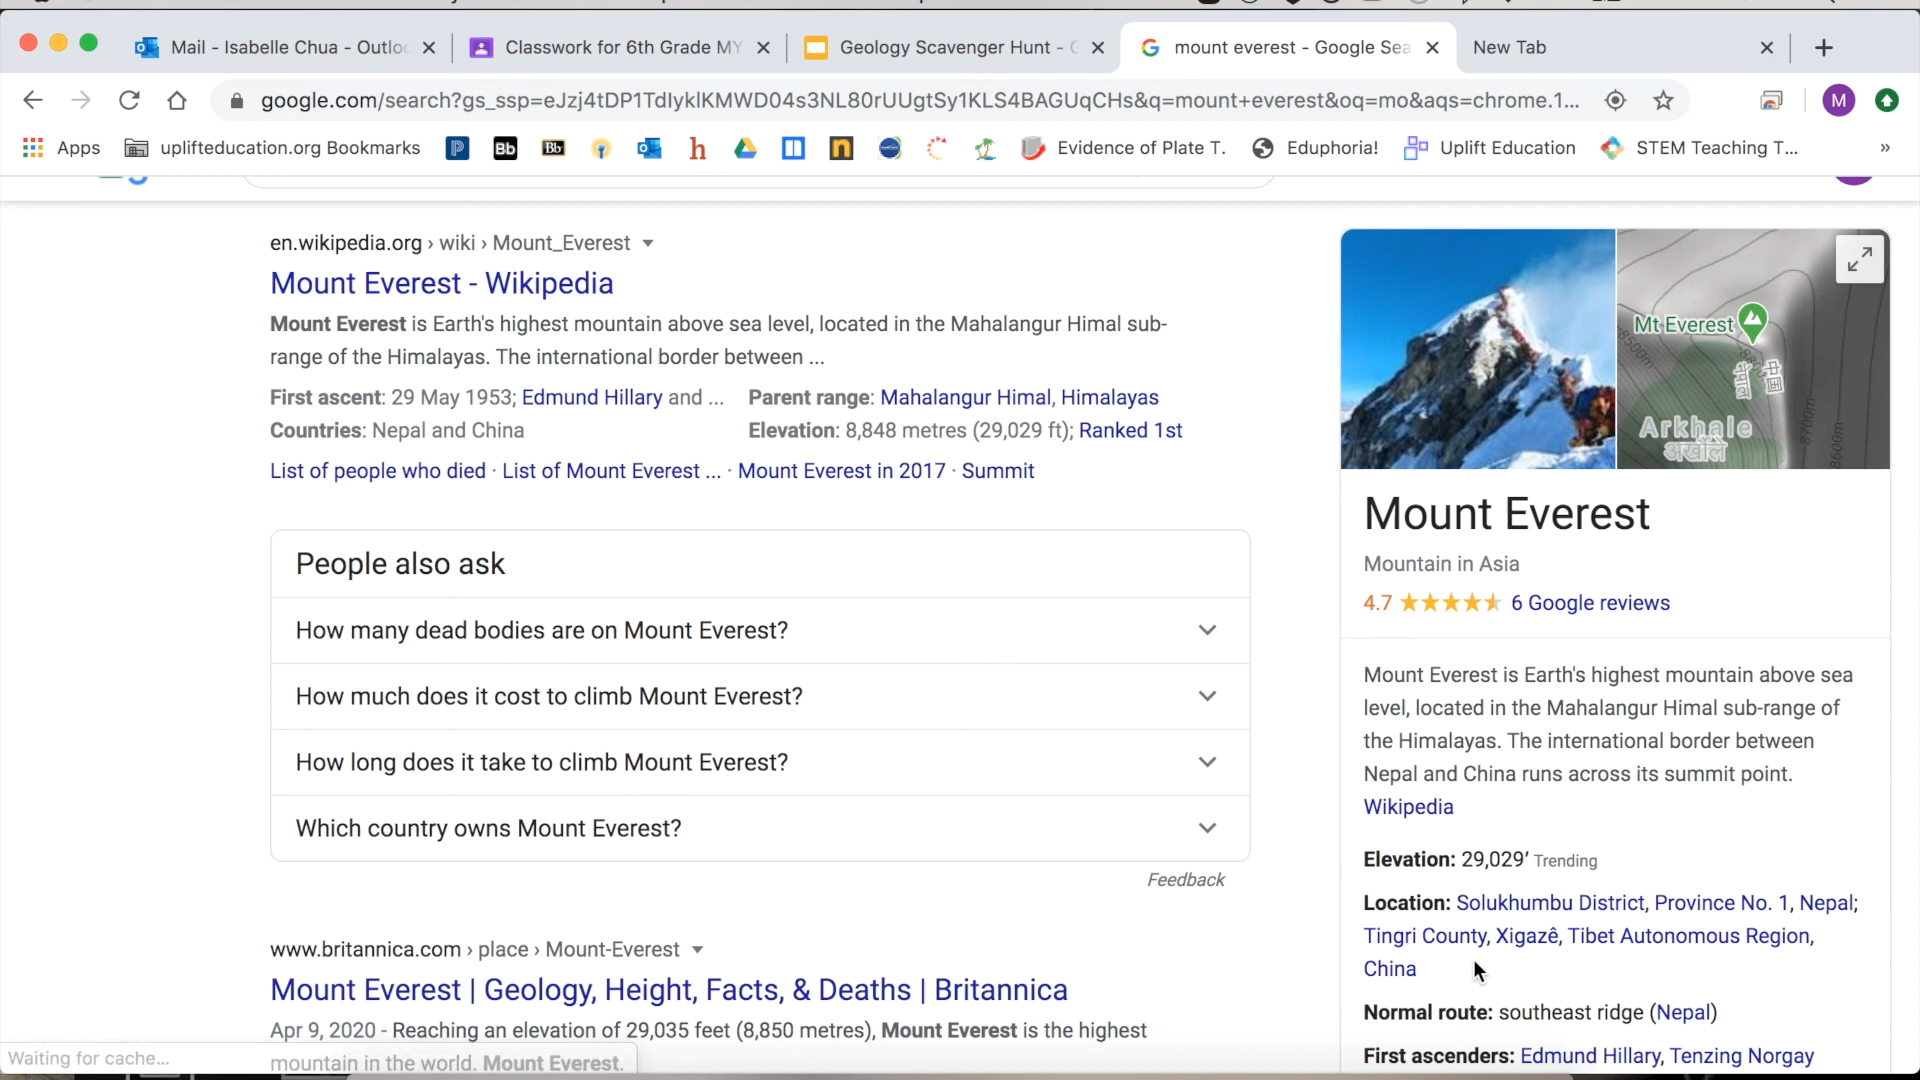 Mail - Isabelle Chua - Outlo
Classwork for 6th Grade MY
Geology Scavenger Hunt -
mount everest - Google Sea
New Tab
google.com/search?gs_ssp=eJzj4tDP1TdIyklKMWD04s3NL80rUUgtSy1KLS4BAGUqCHs&q=mount+everest&oq=mo&aqs=chrome.1...
M
Apps
uplifteducation.org Bookmarks
Bb
Bb
h
n
Evidence of Plate T.
Eduphoria!
Uplift Education
STEM Teaching T...
»
en.wikipedia.org › wiki › Mount_Everest
Mount Everest - Wikipedia
Mount Everest is Earth's highest mountain above sea level, located in the Mahalangur Himal sub-
range of the Himalayas. The international border between ...
First ascent: 29 May 1953; Edmund Hillary and ...
Parent range: Mahalangur Himal, Himalayas
Countries: Nepal and China
Elevation: 8,848 metres (29,029 ft); Ranked 1st
List of people who died · List of Mount Everest ... · Mount Everest in 2017 · Summit
People also ask
How many dead bodies are on Mount Everest?
How much does it cost to climb Mount Everest?
How long does it take to climb Mount Everest?
Which country owns Mount Everest?
Feedback
www.britannica.com › place › Mount-Everest
Mount Everest | Geology, Height, Facts, & Deaths | Britannica
Apr 9, 2020 - Reaching an elevation of 29,035 feet (8,850 metres), Mount Everest is the highest
mountain in the world. Mount Everest.
Waiting for cache...
Mt Everest
8500m
中国
नेपाल
Arkhale
अर्खाले
8700m
8600m
Mount Everest
Mountain in Asia
4.7 6 Google reviews
Mount Everest is Earth's highest mountain above sea
level, located in the Mahalangur Himal sub-range of
the Himalayas. The international border between
Nepal and China runs across its summit point.
Wikipedia
Elevation: 29,029′ Trending
Location: Solukhumbu District, Province No. 1, Nepal;
Tingri County, Xigazê, Tibet Autonomous Region,
China
Normal route: southeast ridge (Nepal)
First ascenders: Edmund Hillary, Tenzing Norgay